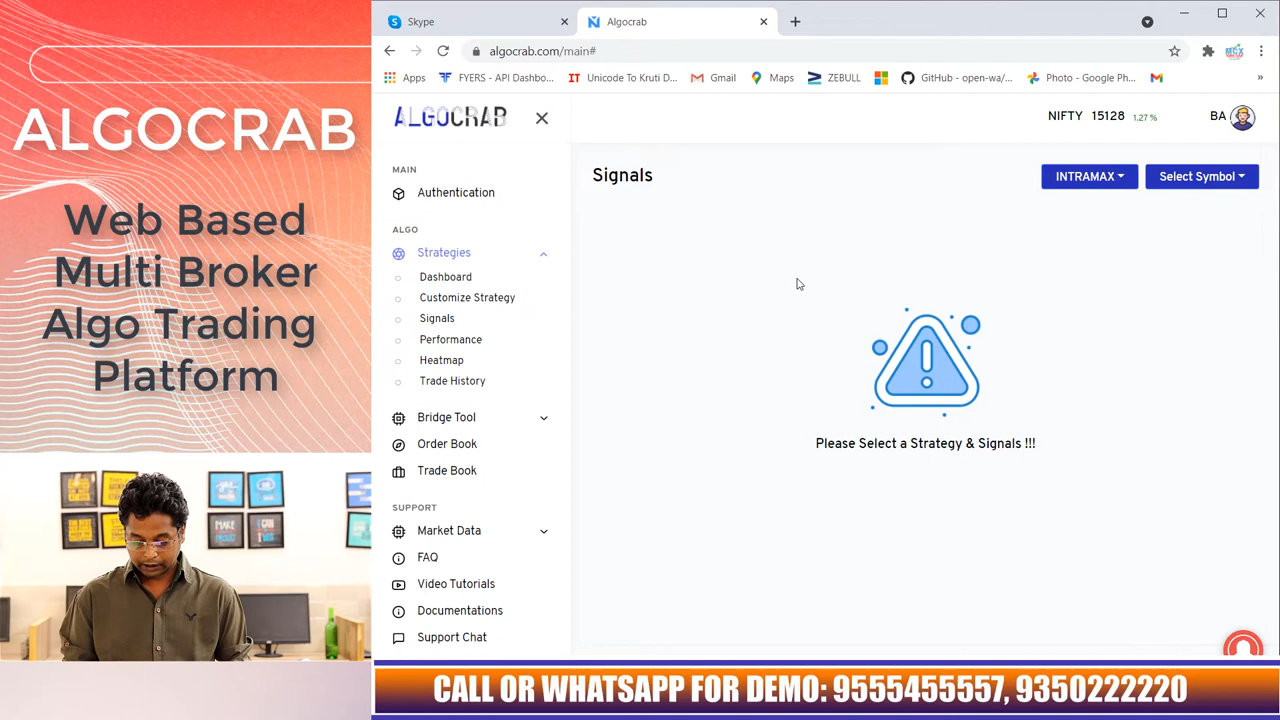 ALGOCRAB
Web Based
Multi Broker
Algo Trading
Platform
Skype
Algocrab
algocrab.com/main#
Apps
FYERS - API Dashbo...
Unicode To Kruti D...
Gmail
Maps
ZEBULL
GitHub - open-wa/...
Photo - Google Ph...
»
ALGOCRAB
NIFTY 15128 1.27 %
BA
MAIN
Authentication
ALGO
Strategies
Dashboard
Customize Strategy
Signals
Performance
Heatmap
Trade History
Bridge Tool
Order Book
Trade Book
SUPPORT
Market Data
FAQ
Video Tutorials
Documentations
Support Chat
Signals
INTRAMAX
Select Symbol
Please Select a Strategy & Signals !!!
CALL OR WHATSAPP FOR DEMO: 9555455557, 9350222220